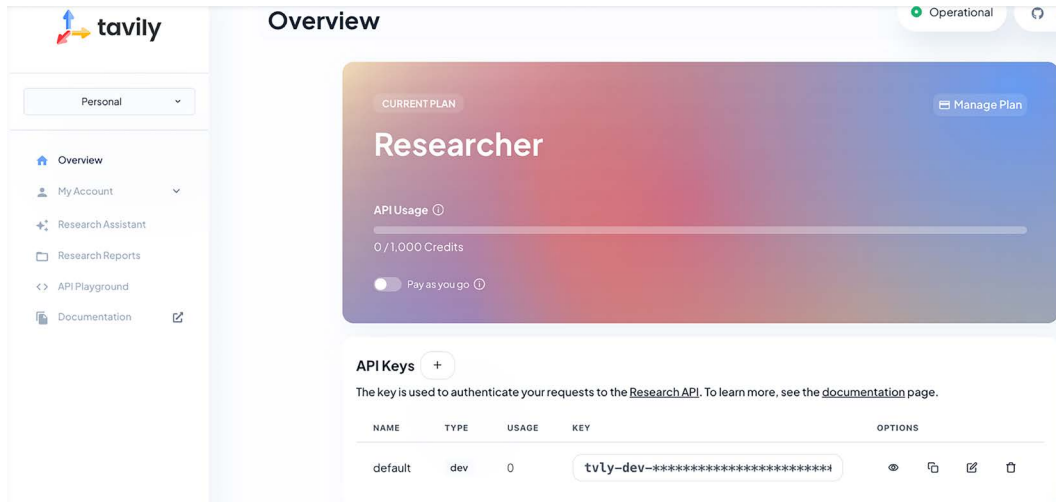 tavily
Personal
Overview
My Account
Research Assistant
Research Reports
API Playground
Documentation
Overview
Operational
CURRENT PLAN
Manage Plan
Researcher
API Usage
0 / 1,000 Credits
Pay as you go
API Keys +
The key is used to authenticate your requests to the Research API. To learn more, see the documentation page.
NAME TYPE USAGE KEY OPTIONS
default dev 0 tvly-dev-************************